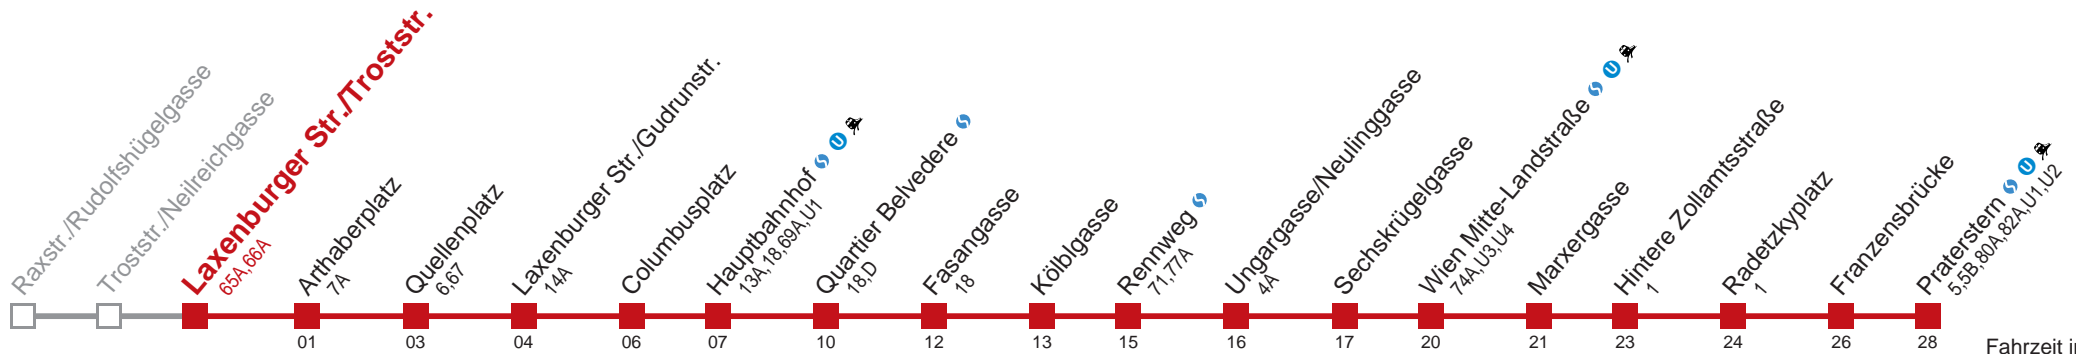 Raxstr./Rudolfshügelgasse
Troststr./Neilreichgasse
Laxenburger Str./Troststr.
65A,66A
Arthaberplatz
7A
Quellenplatz
6,67
Laxenburger Str./Gudrunstr.
14A
Columbusplatz
Hauptbahnhof
13A,18,69A,U1
Quartier Belvedere
18,D
Fasangasse
18
Kölblgasse
Rennweg
71,77A
Ungargasse/Neulinggasse
4A
Sechskrügelgasse
Wien Mitte-Landstraße
74A,U3,U4
Marxergasse
Hintere Zollamtsstraße
1
Radetzkyplatz
1
Franzensbrücke
Praterstern
5,5B,80A,82A,U1,U2
01 03 04 06 07 10 12 13 15 16 17 20 21 23 24 26 28
Fahrzeit i